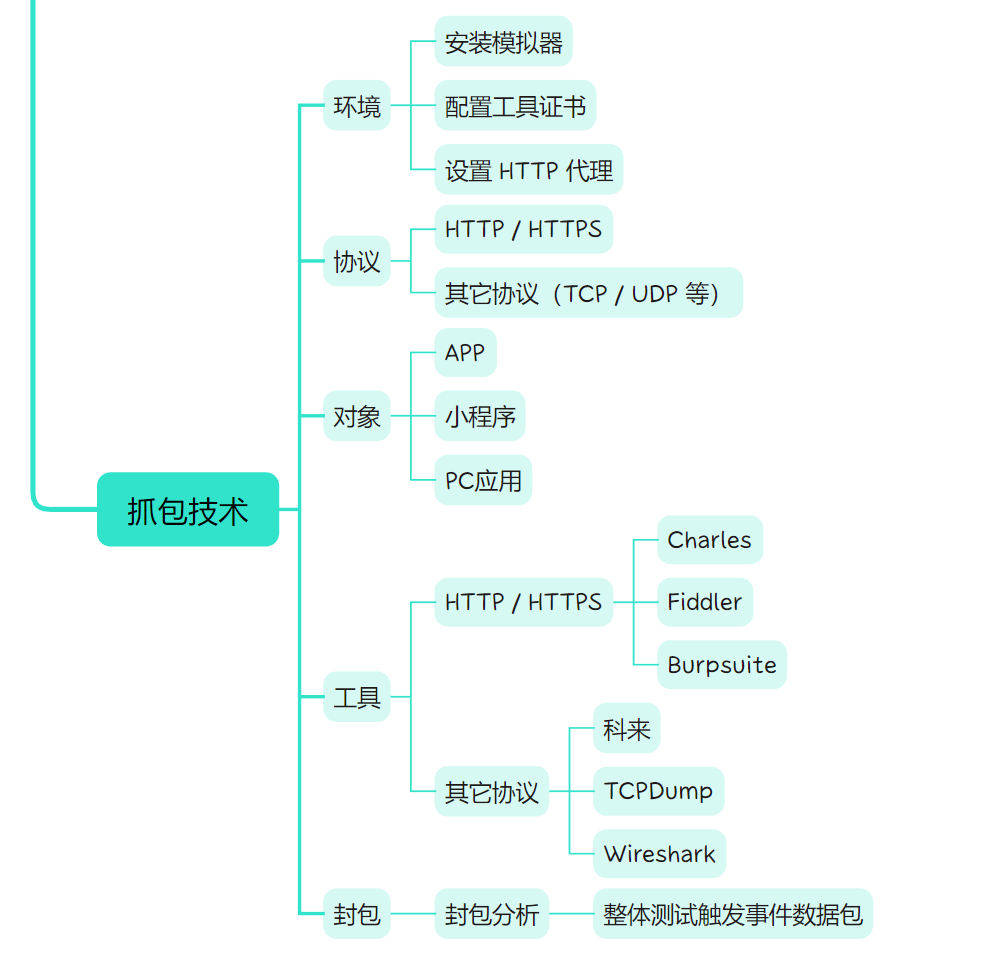 安装模拟器
环境
配置工具证书
设置 HTTP 代理
HTTP / HTTPS
协议
其它协议（TCP / UDP 等）
APP
对象
小程序
PC应用
抓包技术
Charles
HTTP / HTTPS
Fiddler
Burpsuite
工具
科来
其它协议
TCPDump
Wireshark
封包
封包分析
整体测试触发事件数据包